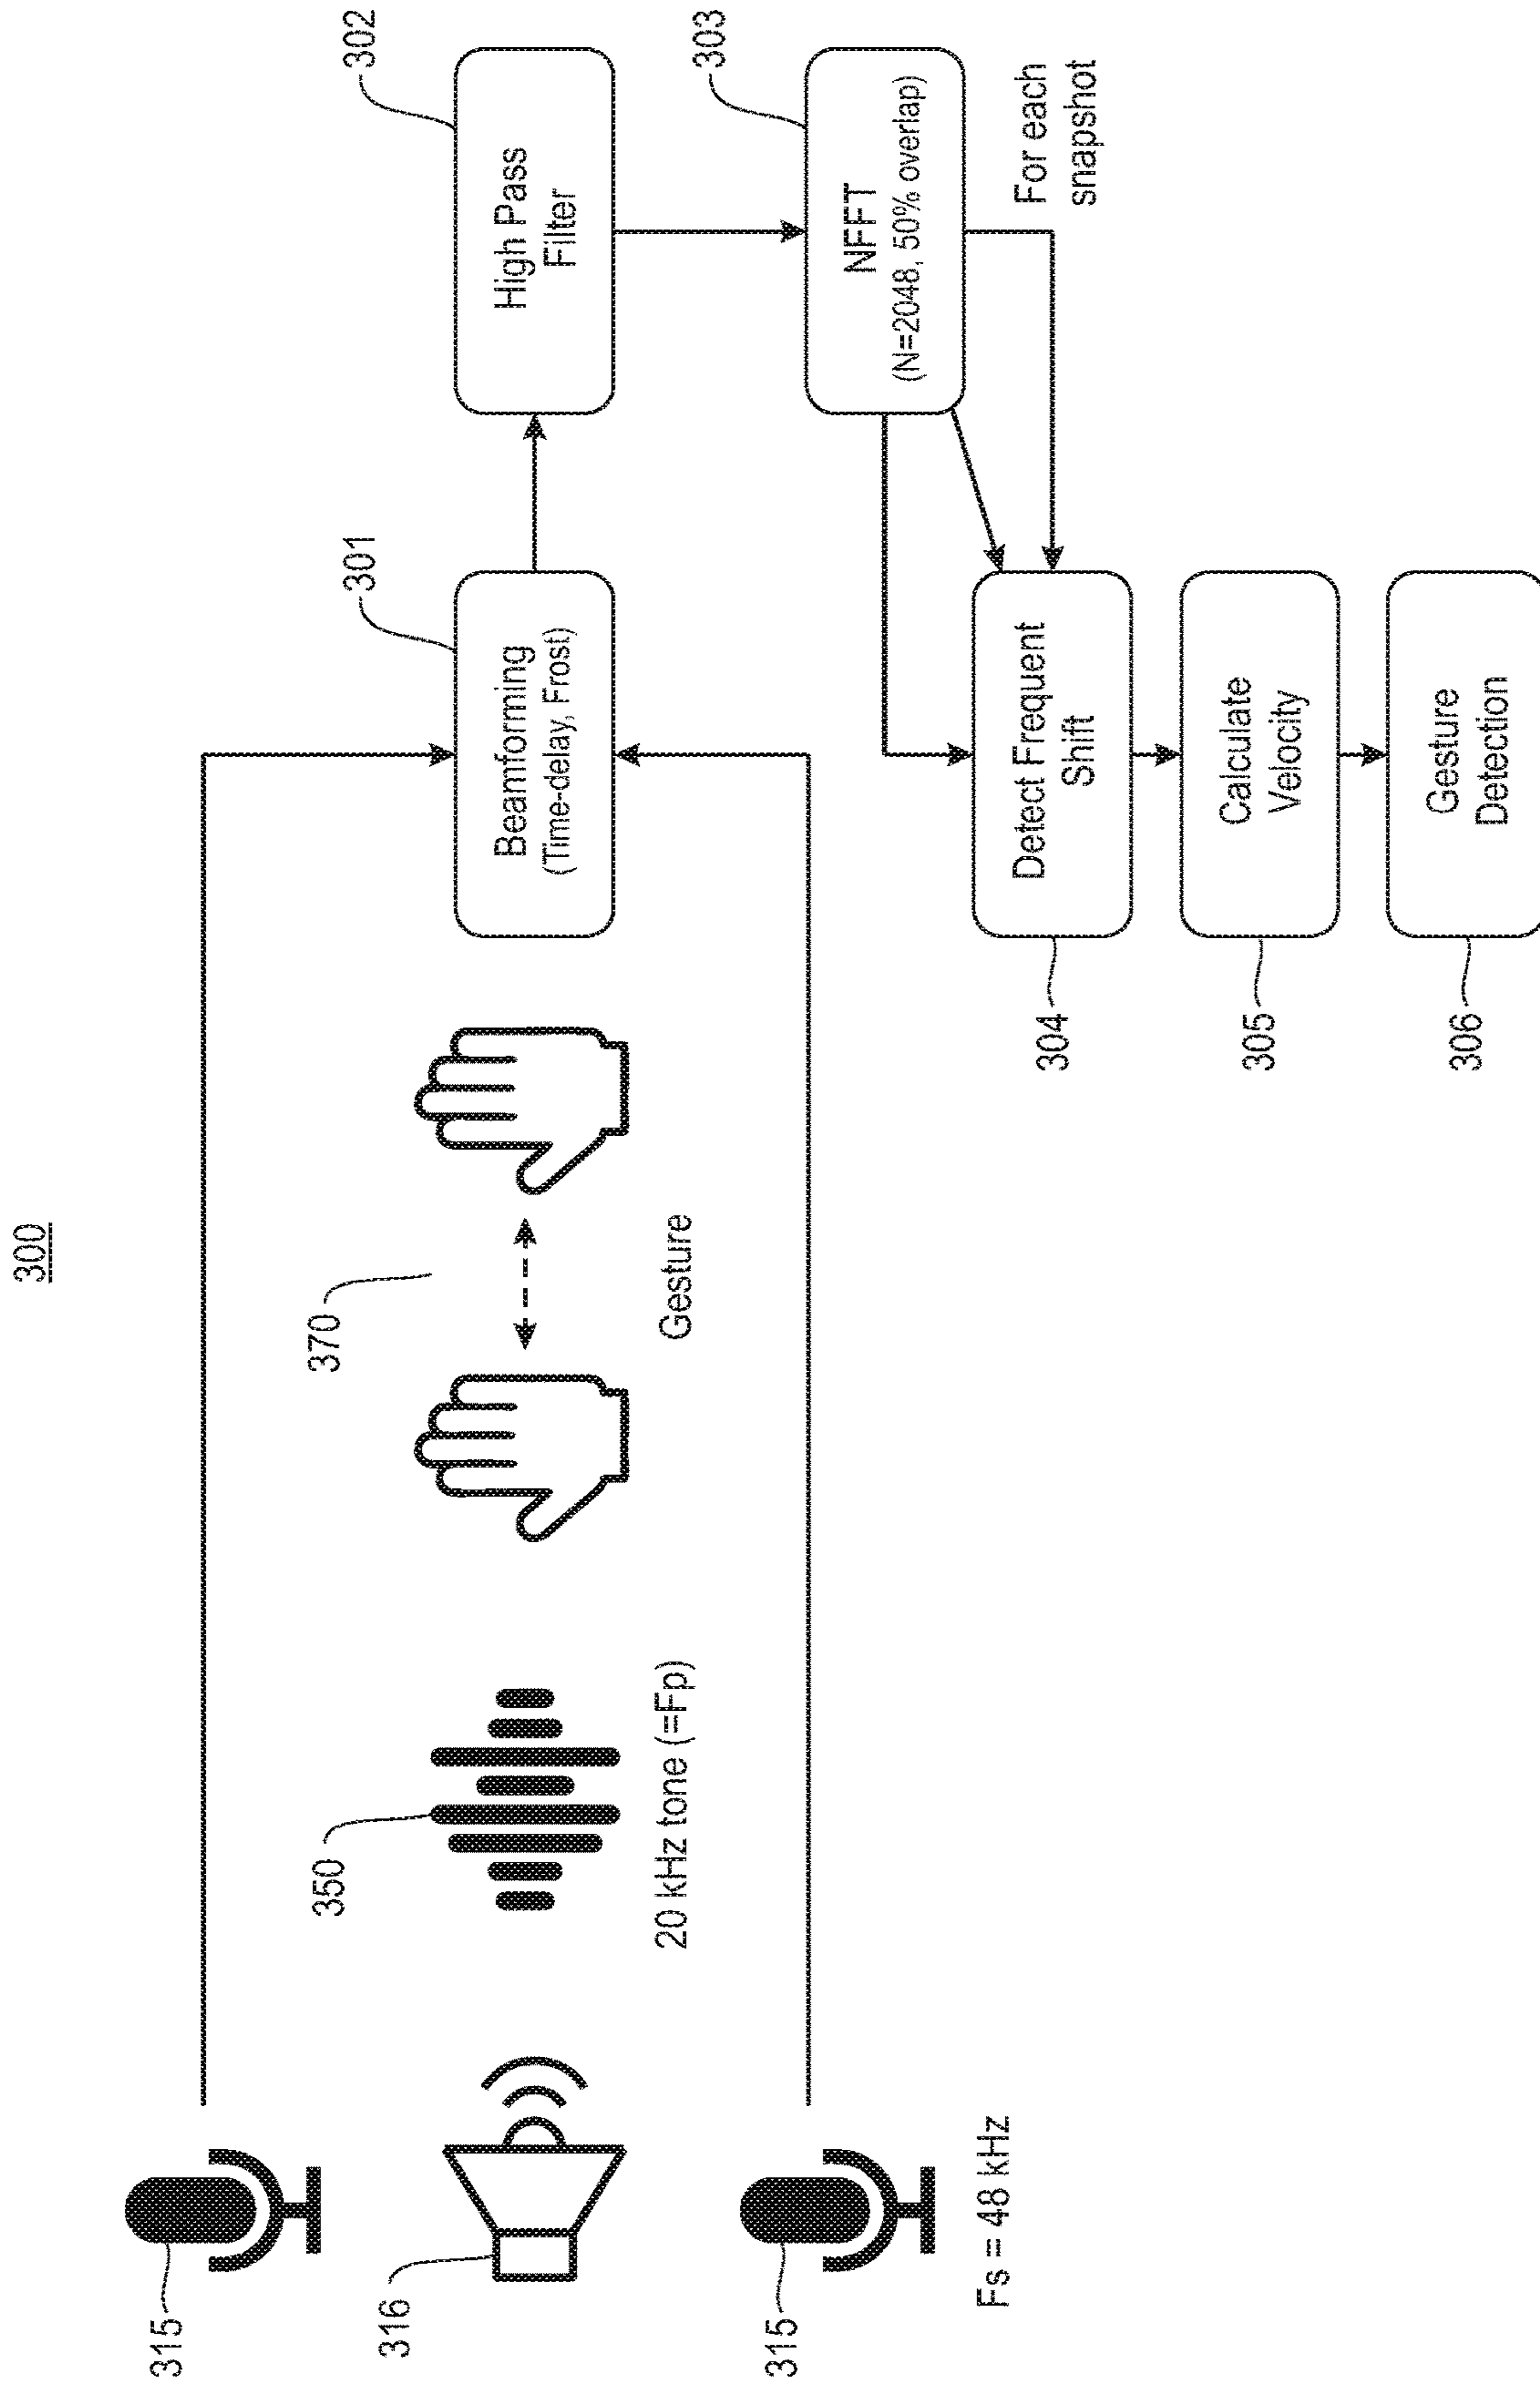 300
315
316
315
Fs = 48 kHz
350
20 kHz tone (=Fp)
370
Gesture
301
Beamforming
(Time-delay, Frost)
302
High Pass
Filter
303
NFFT
(N=2048, 50% overlap)
For each
snapshot
304
Detect Frequent
Shift
305
Calculate
Velocity
306
Gesture
Detection